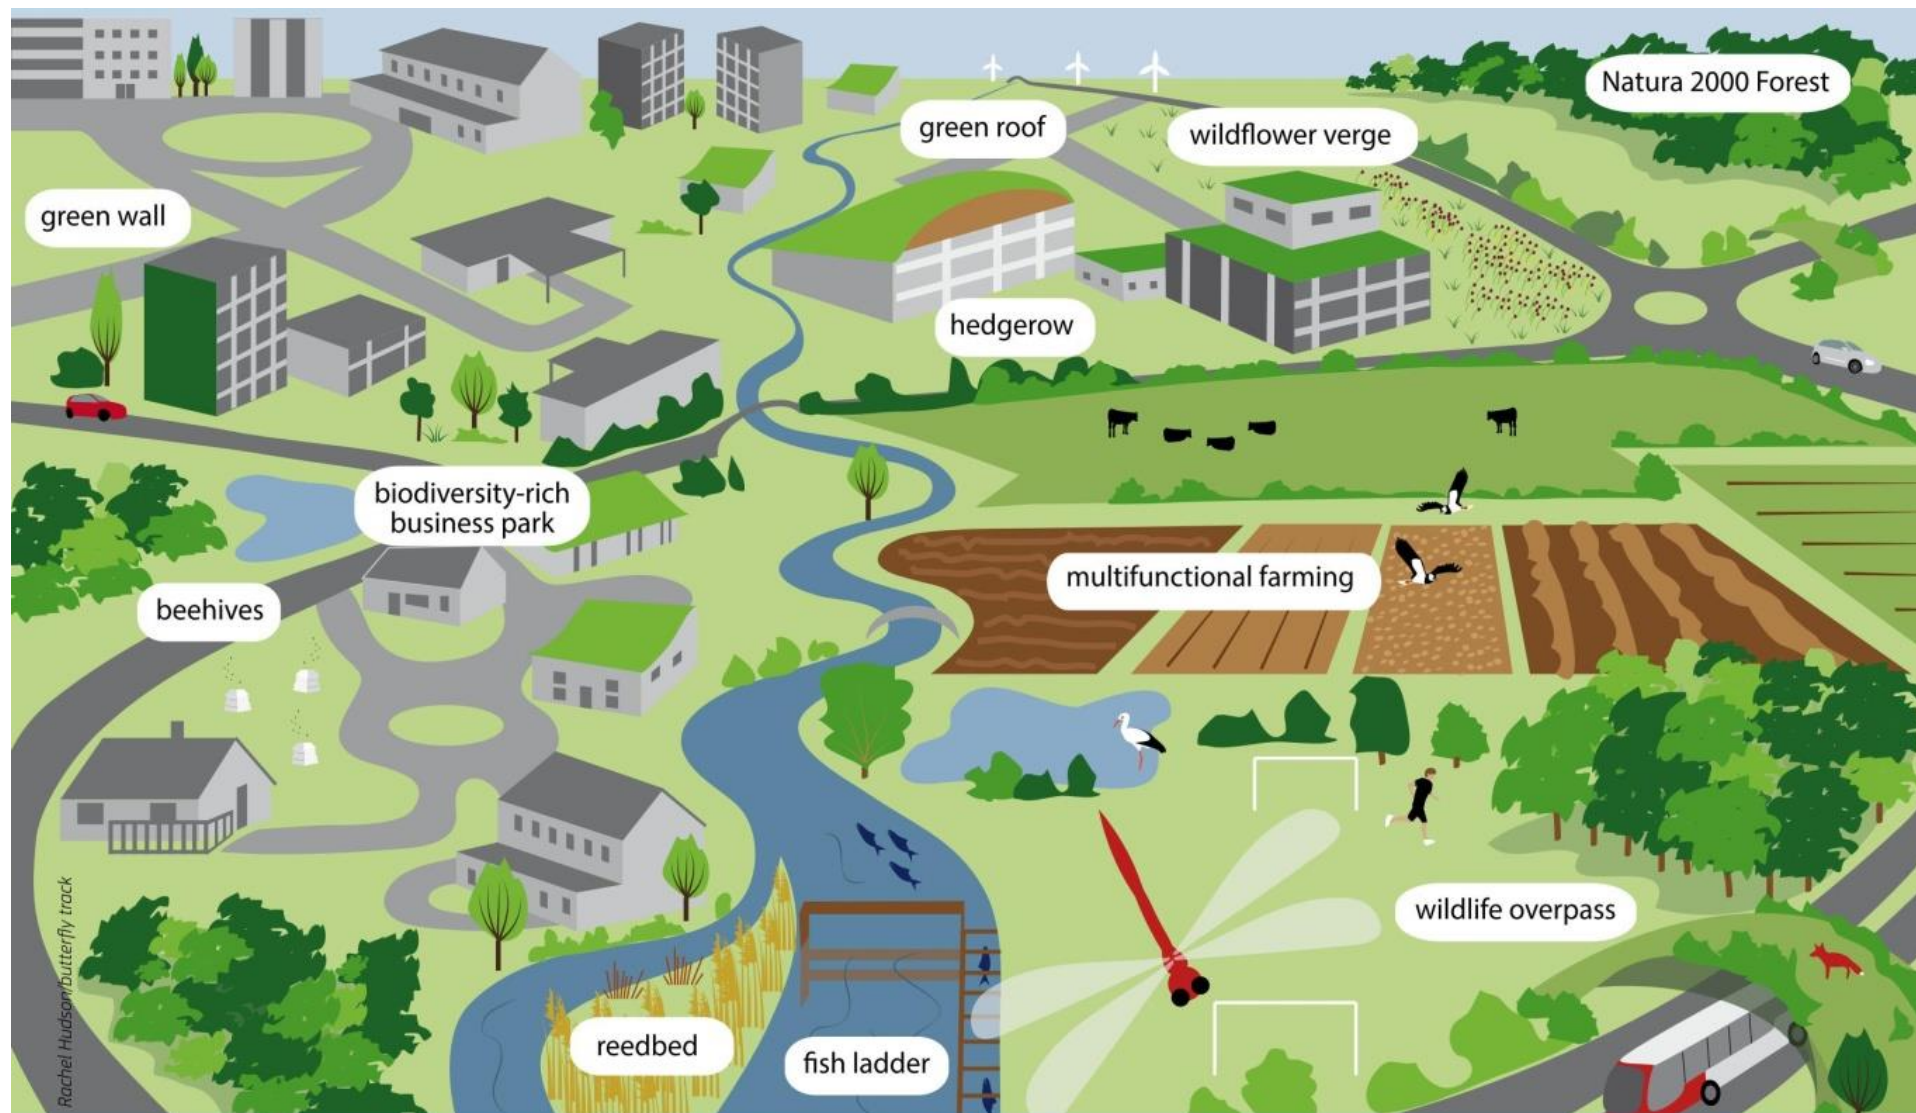 Natura 2000 Forest
green roof
wildflower verge
green wall
hedgerow
biodiversity-rich
business park
multifunctional farming
beehives
wildlife overpass
reedbed
fish ladder
Rachel Hudson/butterfly track